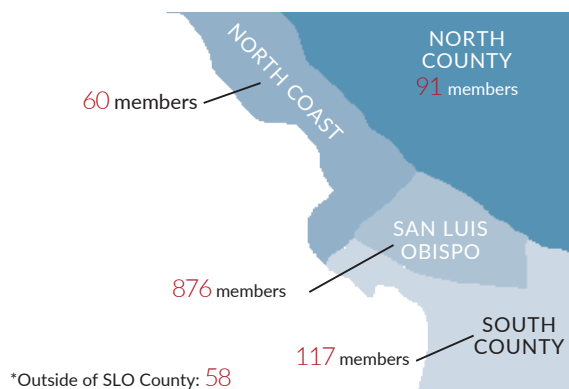 NORTH COAST
60 members
NORTH
COUNTY
91 members
SAN LUIS
OBISPO
876 members
SOUTH
COUNTY
117 members
*Outside of SLO County: 58